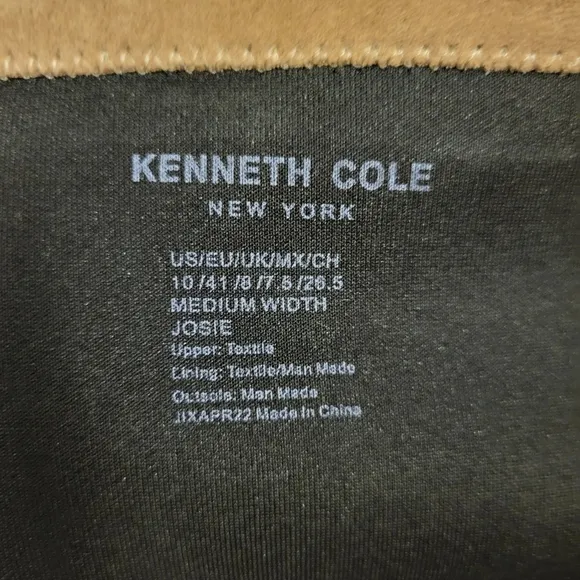 KENNETH COLE
NEW YORK
US/EU/UK/MX/CH
10 /41 /8 /7.5 /26.5
MEDIUM WIDTH
JOSIE
Upper: Textile
Lining: Textile/Man Made
Outsole: Man Made
JIXAPR22 Made In China